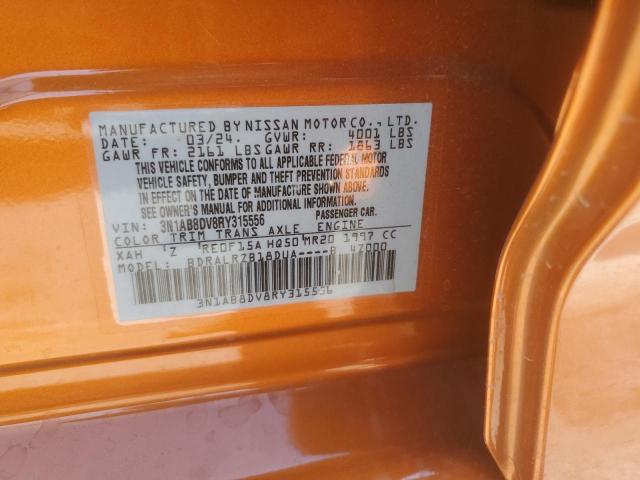 MANUFACTURED BY NISSAN MOTOR CO., LTD.
DATE: 03/24. GVWR: 4001 LBS
GAWR FR: 2161 LBS GAWR RR: 1863 LBS
THIS VEHICLE CONFORMS TO ALL APPLICABLE FEDERAL MOTOR
VEHICLE SAFETY, BUMPER AND THEFT PREVENTION STANDARDS
IN EFFECT ON THE DATE OF MANUFACTURE SHOWN ABOVE.
SEE OWNER'S MANUAL FOR ADDITIONAL INFORMATION.
VIN: 3N1AB8DV8RY315556 PASSENGER CAR.
COLOR TRIM TRANS AXLE ENGINE
XAH Z RE0F15A HQ50 MR20 1997 CC
MODEL: BDRALRZB18DUA----B 47000
3N1AB8DV8RY315556